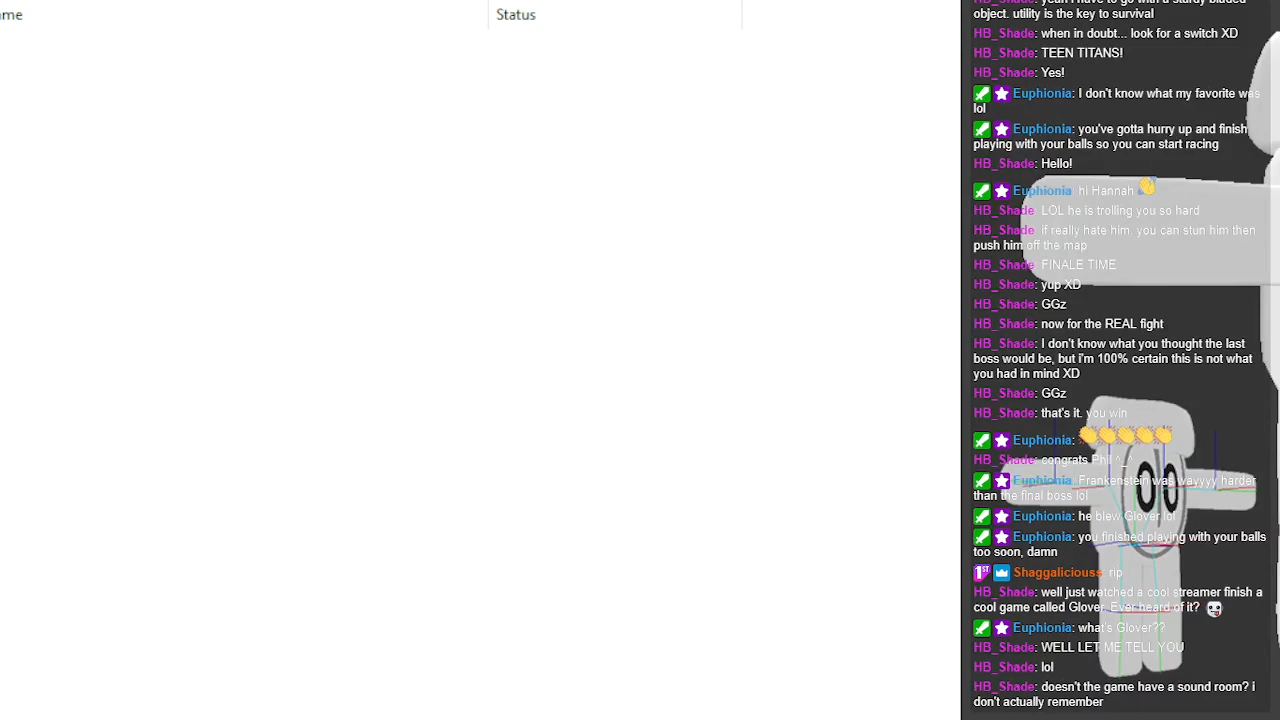 ame
Status
object. utility is the key to survival
HB_Shade: when in doubt... look for a switch XD
HB_Shade: TEEN TITANS!
HB_Shade: Yes!
Euphionia: I don't know what my favorite was
lol
Euphionia: you've gotta hurry up and finish
playing with your balls so you can start racing
HB_Shade: Hello!
Euphionia: hi Hannah
HB_Shade: LOL he is trolling you so hard
HB_Shade: if really hate him. you can stun him then
push him off the map
HB_Shade: FINALE TIME
HB_Shade: yup XD
HB_Shade: GGz
HB_Shade: now for the REAL fight
HB_Shade: I don't know what you thought the last
boss would be, but i'm 100% certain this is not what
you had in mind XD
HB_Shade: GGz
HB_Shade: that's it. you win
Euphionia:
HB_Shade: congrats Phil ^_^
Euphionia: Frankenstein was wayyyy harder
than the final boss lol
Euphionia: he blew Glover lol
Euphionia: you finished playing with your balls
too soon, damn
1ST Shaggaliciouss: rip
HB_Shade: well just watched a cool streamer finish a
cool game called Glover. Ever heard of it?
Euphionia: what's Glover??
HB_Shade: WELL LET ME TELL YOU
HB_Shade: lol
HB_Shade: doesn't the game have a sound room? i
don't actually remember